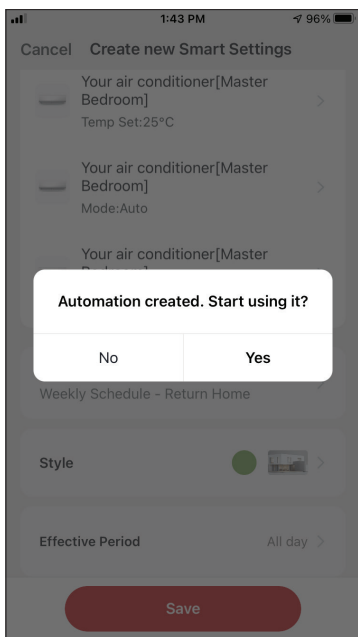 1:43 PM
96%
Cancel Create new Smart Settings
Your air conditioner[Master
Bedroom]
Temp Set:25°C
Your air conditioner[Master
Bedroom]
Mode:Auto
Your air conditioner[Master
Automation created. Start using it?
No Yes
Weekly Schedule - Return Home
Style
Effective Period All day
Save